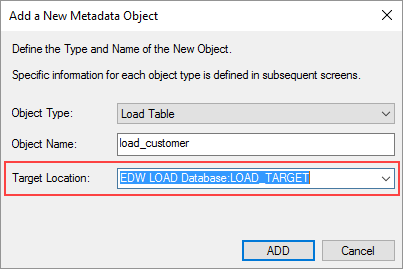 Add a New Metadata Object
Define the Type and Name of the New Object.
Specific information for each object type is defined in subsequent screens.
Object Type: Load Table
Object Name: load_customer
Target Location: EDW LOAD Database:LOAD_TARGET
ADD Cancel